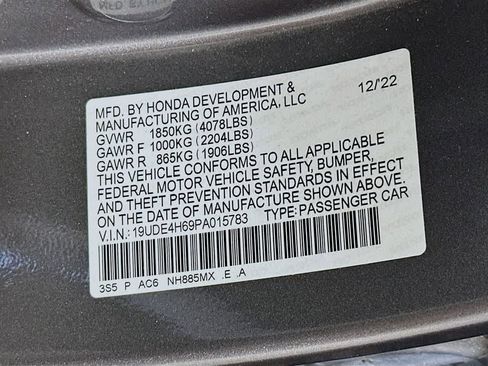 MFD. BY HONDA DEVELOPMENT & 12/'22
MANUFACTURING OF AMERICA, LLC
GVWR 1850KG (4078LBS)
GAWR F 1000KG (2204LBS)
GAWR R 865KG (1906LBS)
THIS VEHICLE CONFORMS TO ALL APPLICABLE
FEDERAL MOTOR VEHICLE SAFETY, BUMPER,
AND THEFT PREVENTION STANDARDS IN EFFECT
ON THE DATE OF MANUFACTURE SHOWN ABOVE.
V.I.N.: 19UDE4H69PA015783 TYPE: PASSENGER CAR
3S5 P AC6 NH885MX .E .A